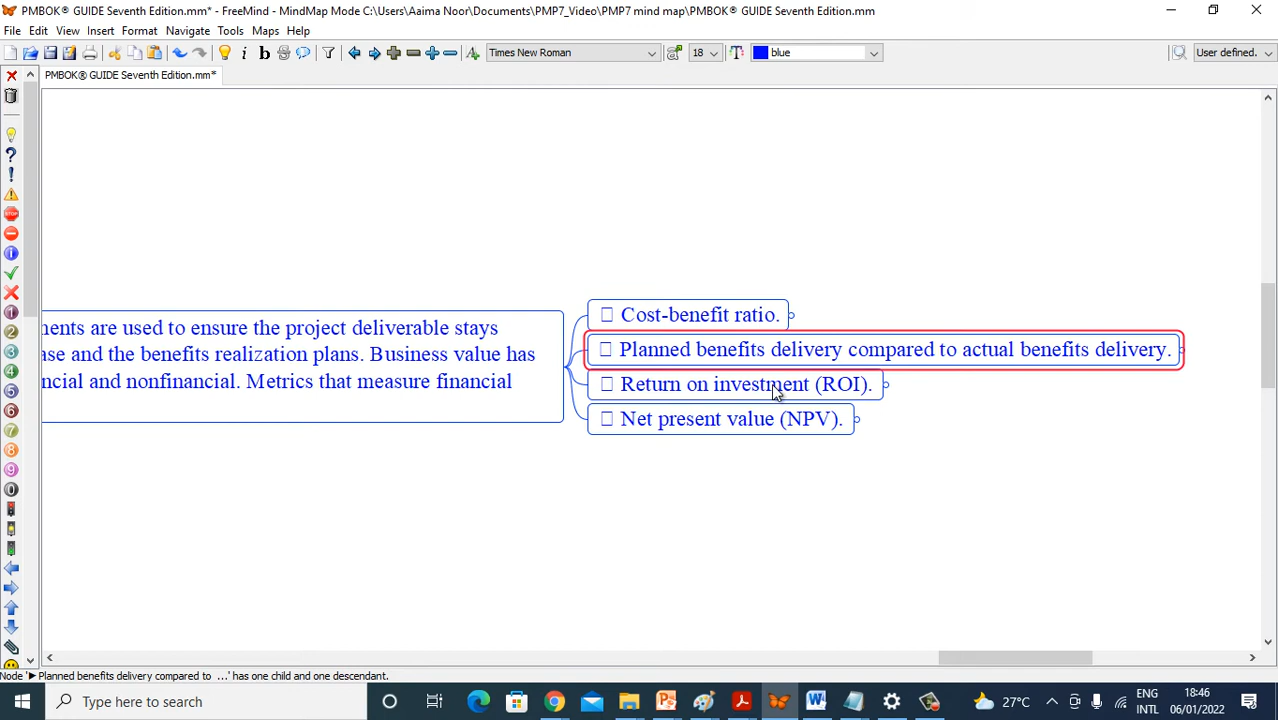 PMBOK® GUIDE Seventh Edition.mm* - FreeMind - MindMap Mode C:\Users\Aaima Noor\Documents\PMP7_Video\PMP7 mind map\PMBOK® GUIDE Seventh Edition.mm*
File Edit View Insert Format Navigate Tools Maps Help
Times New Roman 18 blue User defined.
PMBOK® GUIDE Seventh Edition.mm*
Cost-benefit ratio.
Planned benefits delivery compared to actual benefits delivery.
Return on investment (ROI).
Net present value (NPV).
ments are used to ensure the project deliverable stays
ase and the benefits realization plans. Business value has
ncial and nonfinancial. Metrics that measure financial
Node '▸Planned benefits delivery compared to ...' has one child and one descendant.
Type here to search
27°C
ENG
INTL
18:46
06/01/2022